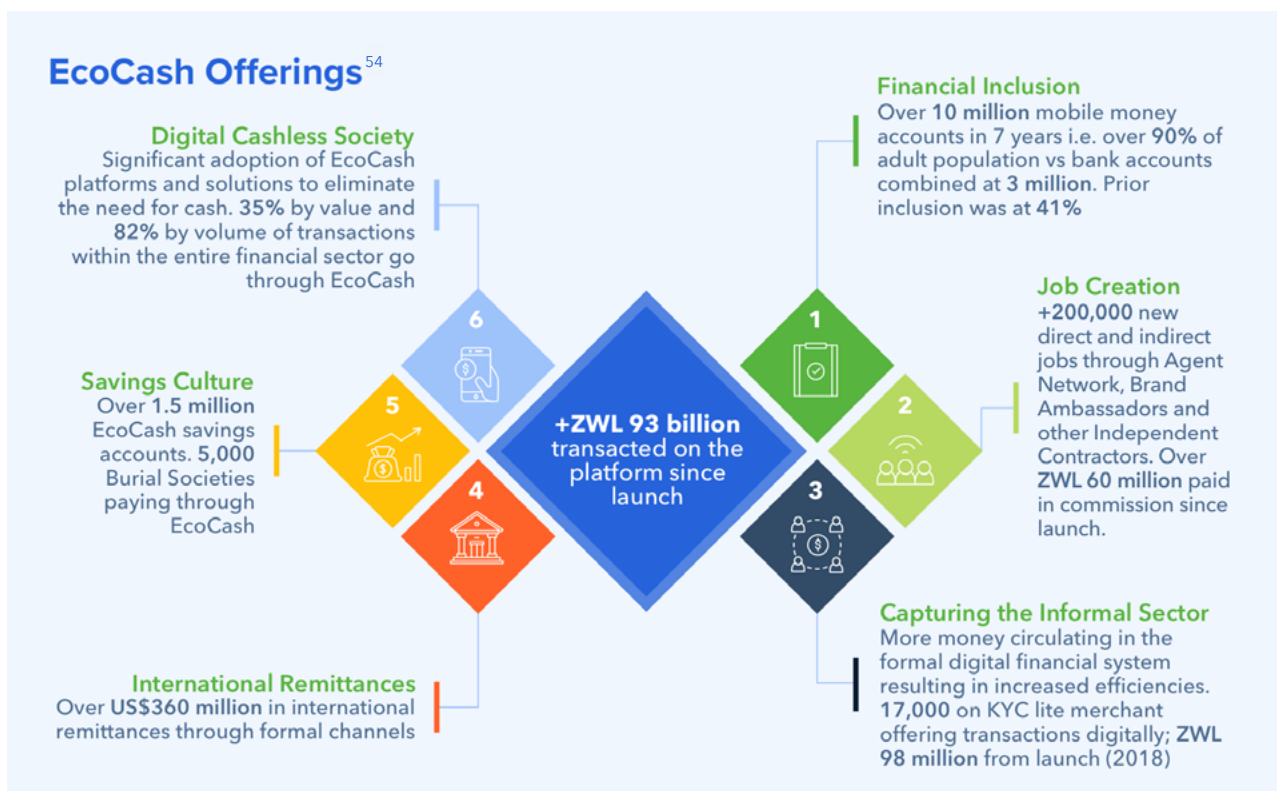 EcoCash Offerings 54
Financial Inclusion
Over 10 million mobile money
accounts in 7 years i.e. over 90% of
adult population vs bank accounts
combined at 3 million. Prior
inclusion was at 41%
Job Creation
+200,000 new
direct and indirect
jobs through Agent
Network, Brand
Ambassadors and
other Independent
Contractors. Over
ZWL 60 million paid
in commission since
launch.
Capturing the Informal Sector
More money circulating in the
formal digital financial system
resulting in increased efficiencies.
17,000 on KYC lite merchant
offering transactions digitally; ZWL
98 million from launch (2018)
International Remittances
Over US$360 million in international
remittances through formal channels
Savings Culture
Over 1.5 million
EcoCash savings
accounts. 5,000
Burial Societies
paying through
EcoCash
Digital Cashless Society
Significant adoption of EcoCash
platforms and solutions to eliminate
the need for cash. 35% by value and
82% by volume of transactions
within the entire financial sector go
through EcoCash
1
2
3
4
5
6
+ZWL 93 billion
transacted on the
platform since
launch